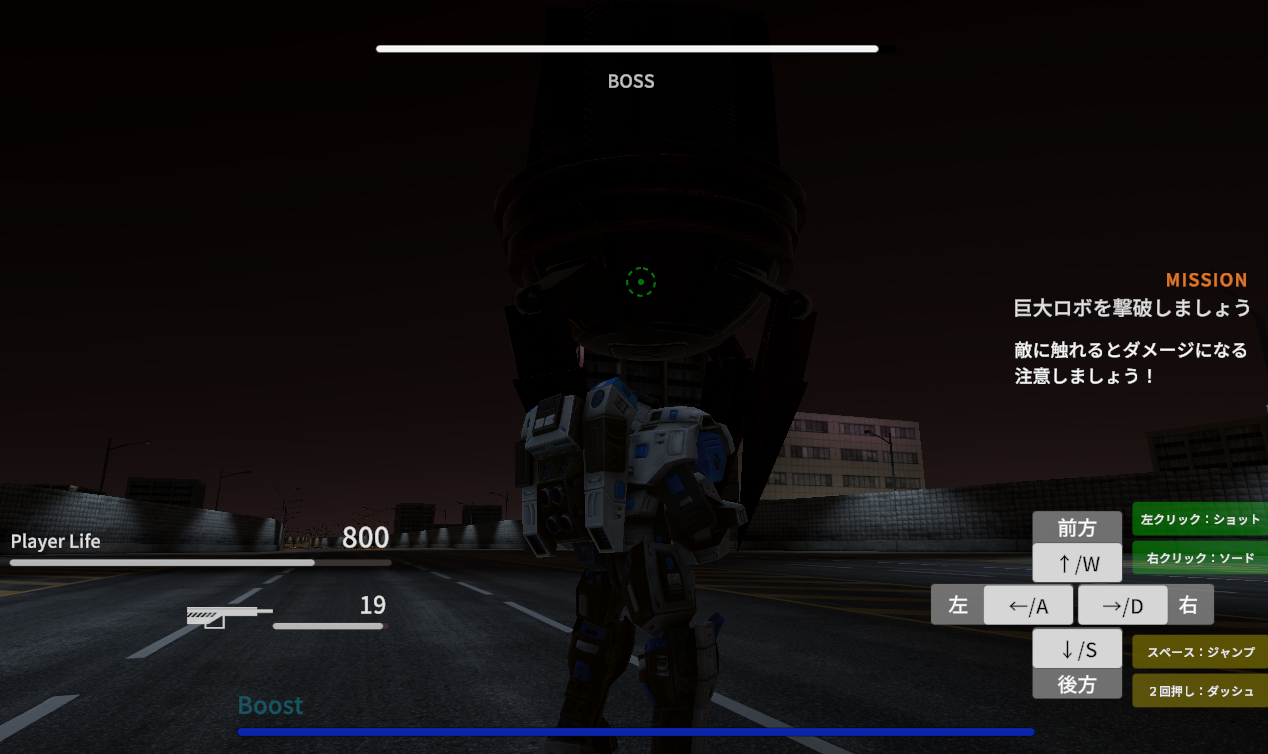 BOSS
MISSION
巨大ロボを撃破しましょう
敵に触れるとダメージになる
注意しましょう！
Player Life
800
19
Boost
前方
↑/W
左
←/A
→/D
右
↓/S
後方
左クリック：ショット
右クリック：ソード
スペース：ジャンプ
２回押し：ダッシュ